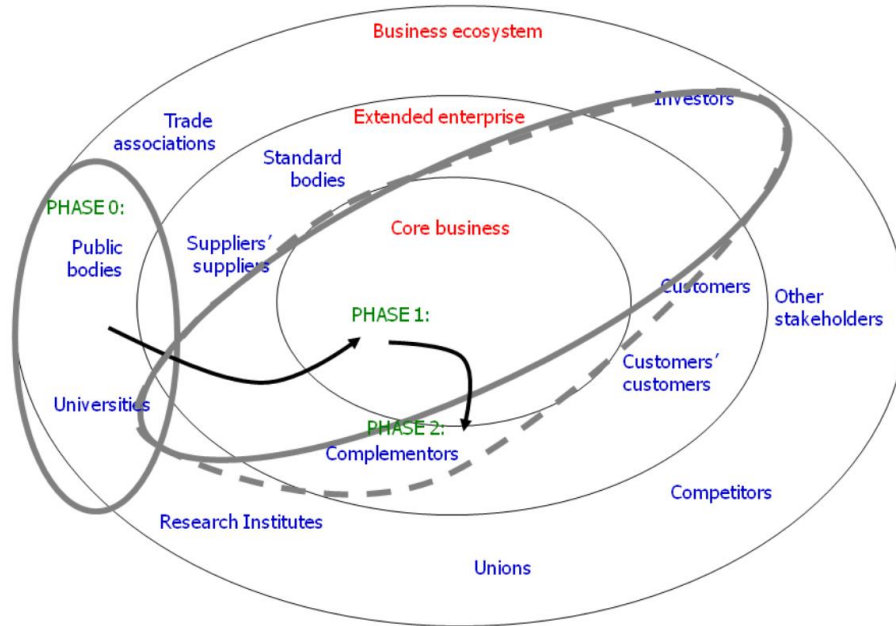 Business ecosystem
Investors
Extended enterprise
Trade
associations
Standard
bodies
PHASE 0:
Core business
Suppliers’
suppliers
Public
bodies
Customers
Other
stakeholders
PHASE 1:
Customers’
customers
Universities
PHASE 2:
Complementors
Competitors
Research Institutes
Unions